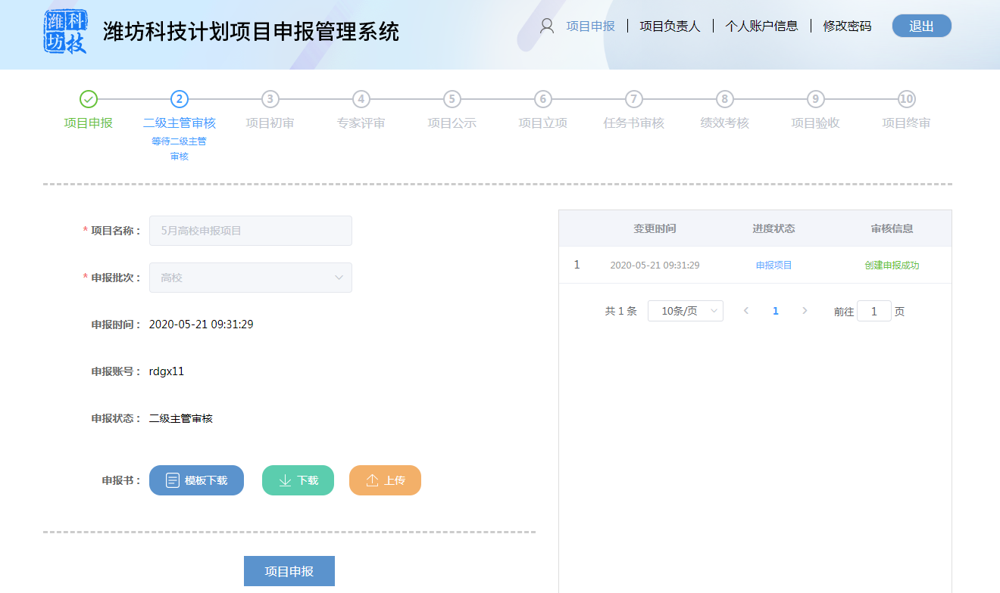 潍科
坊技
潍坊科技计划项目申报管理系统
项目申报 项目负责人 个人账户信息 修改密码 退出
2 3 4 5 6 7 8 9 10
项目申报 二级主管审核 项目初审 专家评审 项目公示 项目立项 任务书审核 绩效考核 项目验收 项目终审
等待二级主管
审核
* 项目名称： 5月高校申报项目
* 申报批次： 高校
申报时间： 2020-05-21 09:31:29
申报账号： rdgx11
申报状态： 二级主管审核
申报书： 模板下载 下载 上传
项目申报
变更时间 进度状态 审核信息
1 2020-05-21 09:31:29 申报项目 创建申报成功
共 1 条 10条/页 1 前往 1 页